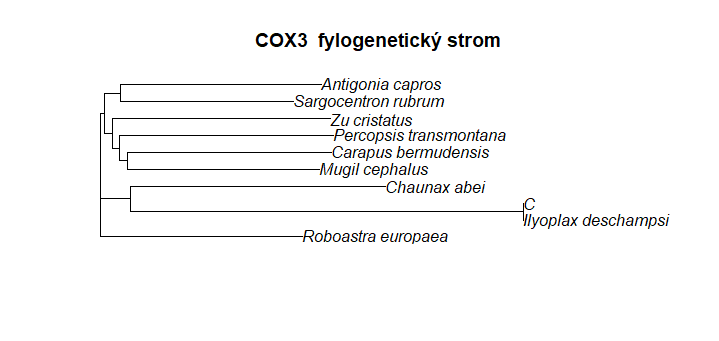 COX3 fylogenetický strom
Antigonia capros
Sargocentron rubrum
Zu cristatus
Percopsis transmontana
Carapus bermudensis
Mugil cephalus
Chaunax abei
C
Ilyoplax deschampsi
Roboastra europaea